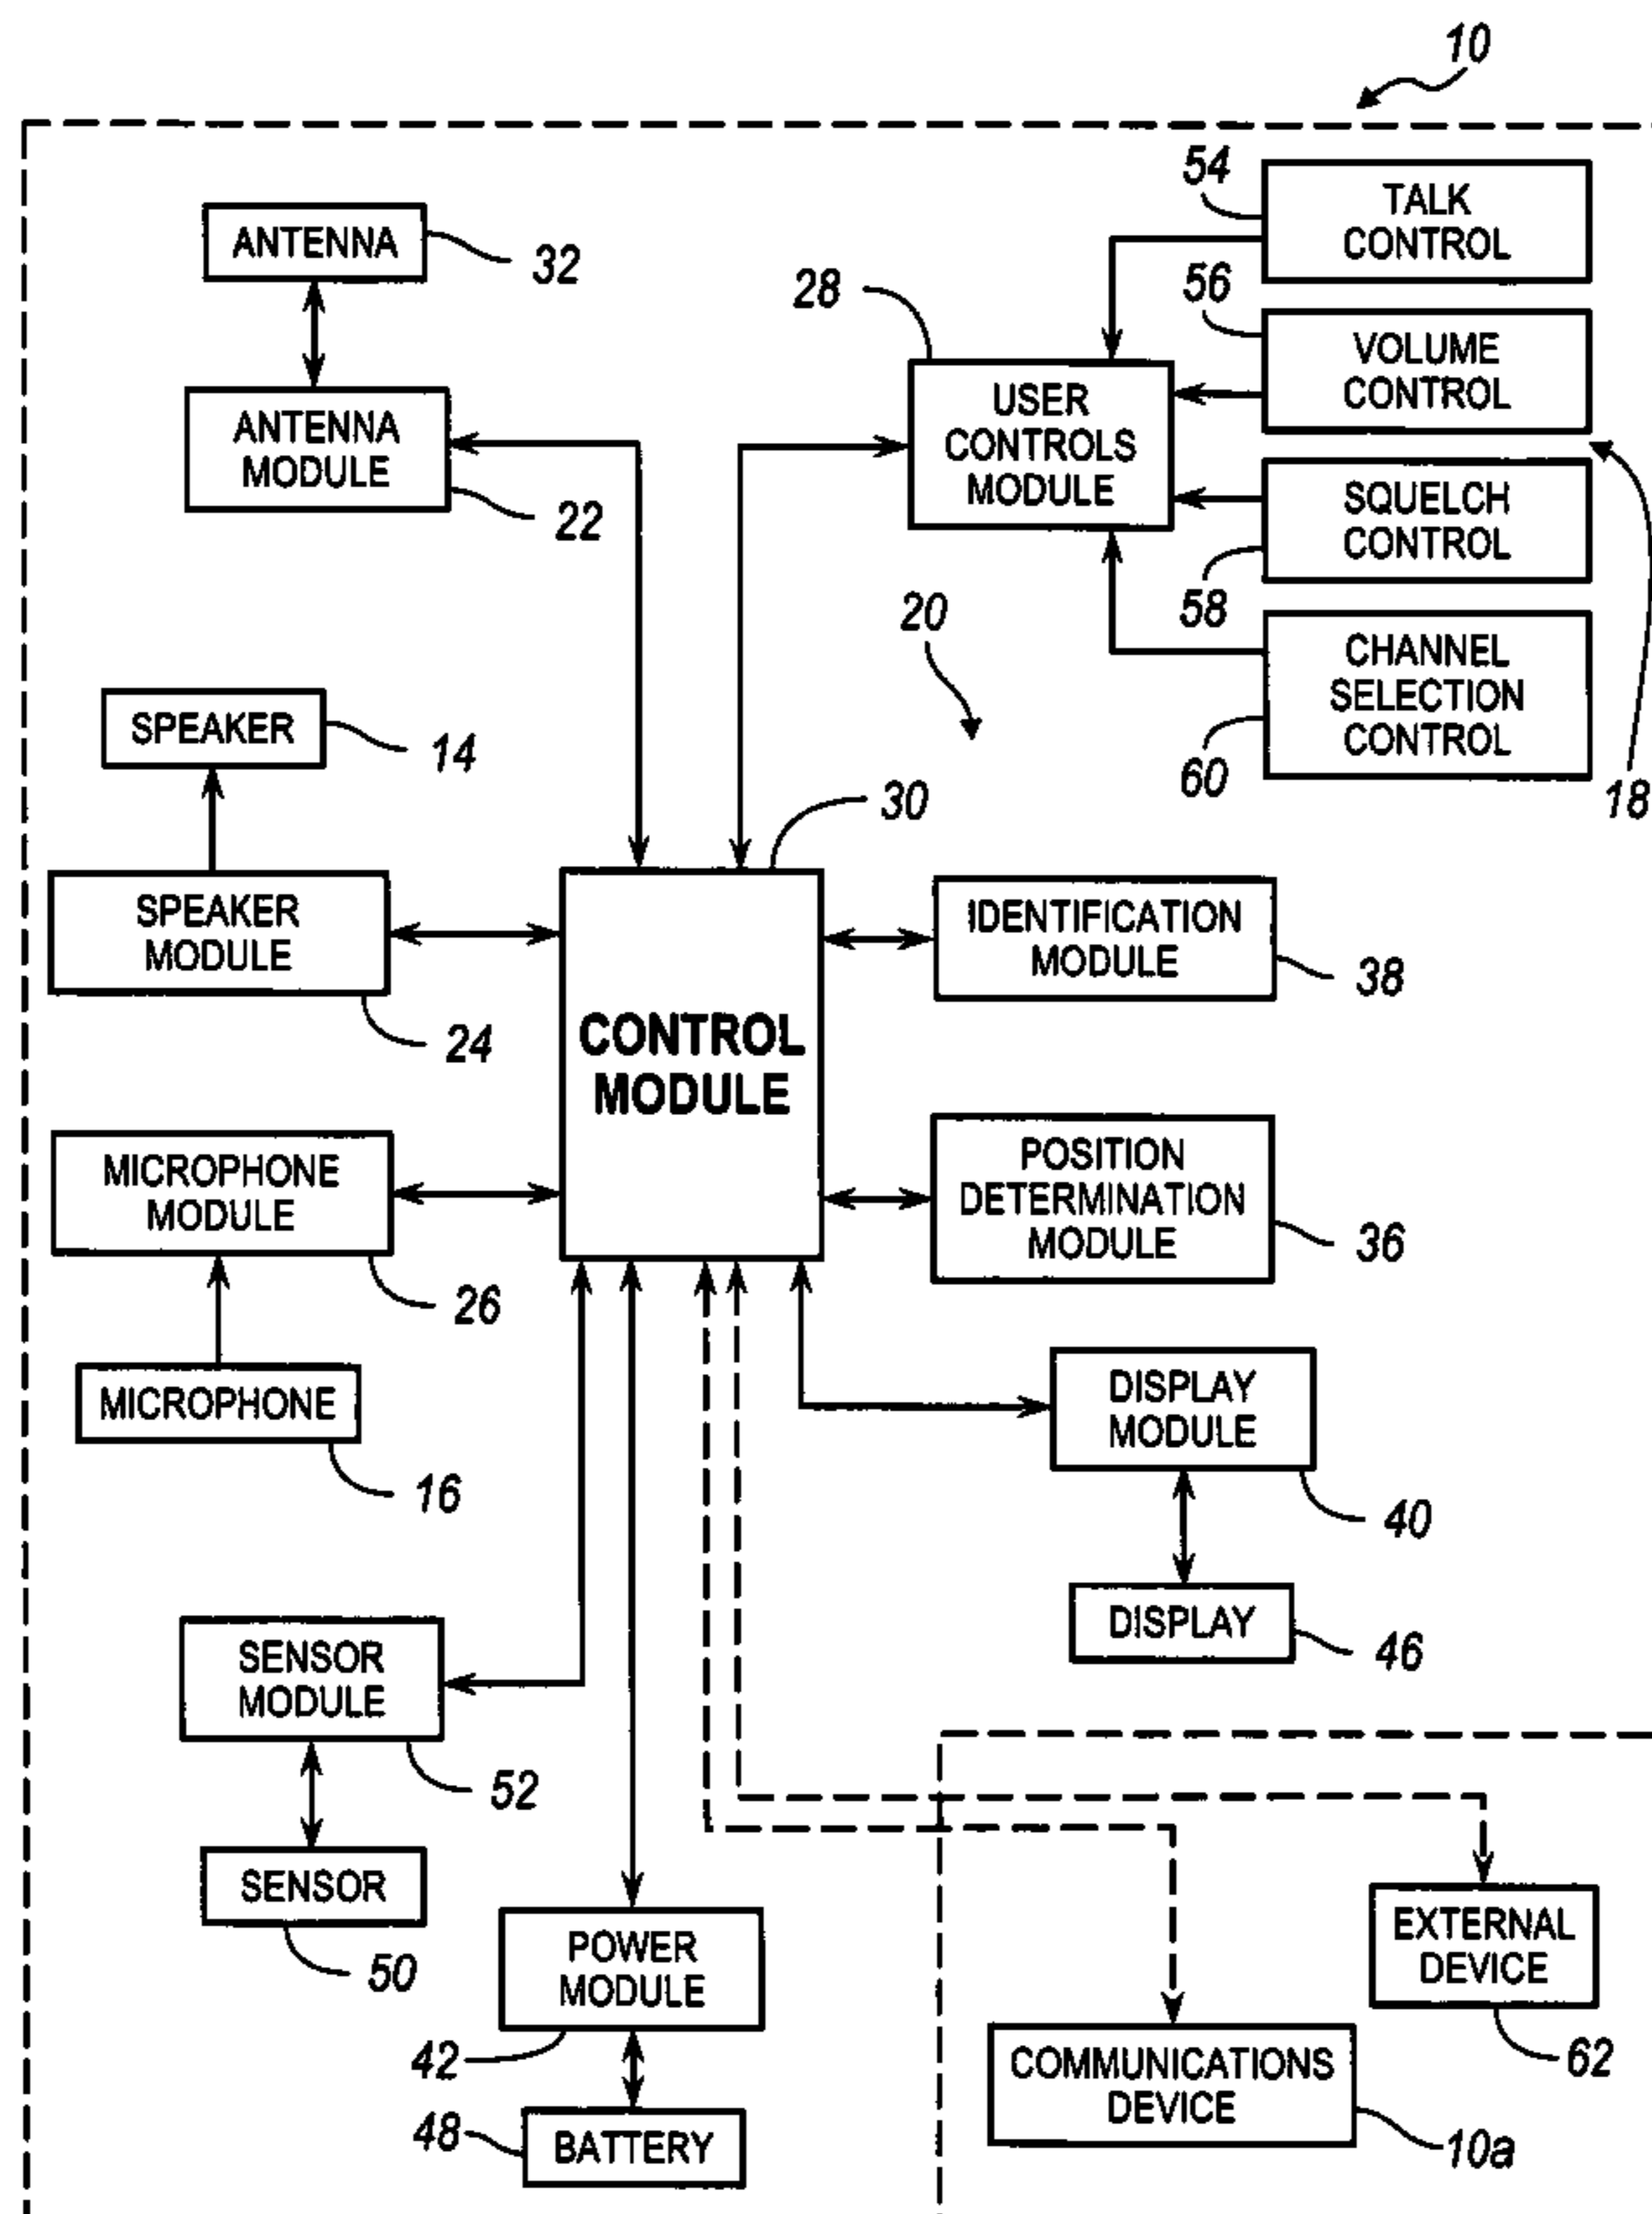 10
54
TALK
CONTROL
ANTENNA
32
28
56
VOLUME
CONTROL
USER
CONTROLS
MODULE
ANTENNA
MODULE
22
SQUELCH
CONTROL
58
20
CHANNEL
SELECTION
CONTROL
60
18
SPEAKER
14
30
SPEAKER
MODULE
24
IDENTIFICATION
MODULE
38
CONTROL
MODULE
MICROPHONE
MODULE
26
POSITION
DETERMINATION
MODULE
36
MICROPHONE
16
DISPLAY
MODULE
40
DISPLAY
46
SENSOR
MODULE
52
SENSOR
50
POWER
MODULE
42
EXTERNAL
DEVICE
62
COMMUNICATIONS
DEVICE
10a
48
BATTERY